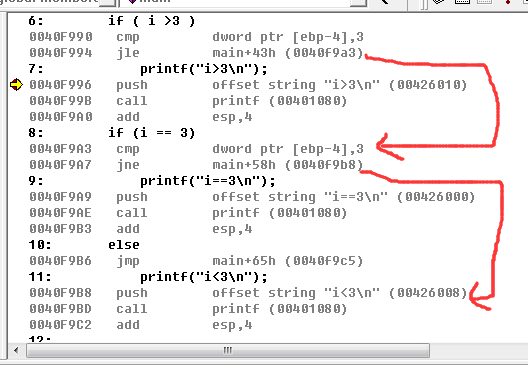 6: if ( i >3 )
0040F990 cmp dword ptr [ebp-4],3
0040F994 jle main+43h (0040f9a3)
7: printf("i>3\n");
0040F996 push offset string "i>3\n" (00426010)
0040F99B call printf (00401080)
0040F9A0 add esp,4
8: if (i == 3)
0040F9A3 cmp dword ptr [ebp-4],3
0040F9A7 jne main+58h (0040f9b8)
9: printf("i==3\n");
0040F9A9 push offset string "i==3\n" (00426000)
0040F9AE call printf (00401080)
0040F9B3 add esp,4
10: else
0040F9B6 jmp main+65h (0040f9c5)
11: printf("i<3\n");
0040F9B8 push offset string "i<3\n" (00426008)
0040F9BD call printf (00401080)
0040F9C2 add esp,4
12: